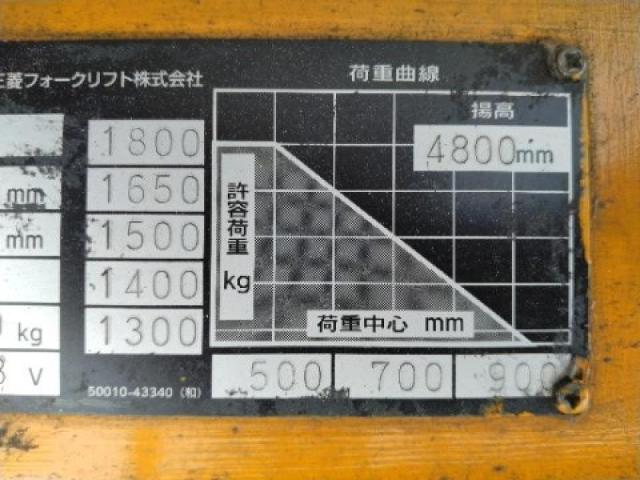 三菱フォークリフト株式会社
荷重曲線
揚高
4800mm
1800
mm 1650
mm 1500
1400
kg 1300
V
許容荷重
kg
荷重中心 mm
500 700 900
50010-43340 (和)